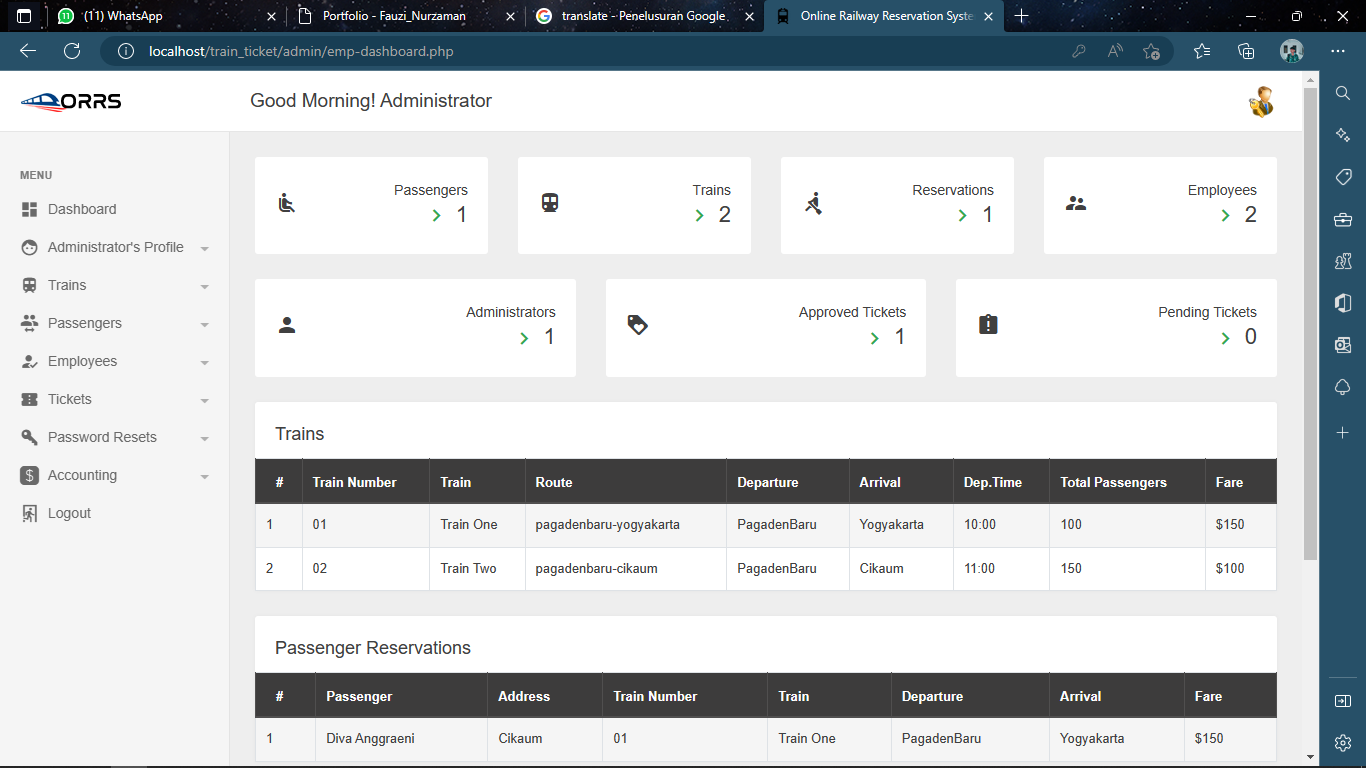 (11) WhatsApp
Portfolio - Fauzi_Nurzaman
translate - Penelusuran Google
Online Railway Reservation Syste
localhost/train_ticket/admin/emp-dashboard.php
ORRS
Good Morning! Administrator
MENU
Dashboard
Administrator's Profile
Trains
Passengers
Employees
Tickets
Password Resets
Accounting
Logout
Passengers
1
Trains
2
Reservations
1
Employees
2
Administrators
1
Approved Tickets
1
Pending Tickets
0
Trains
# Train Number Train Route Departure Arrival Dep.Time Total Passengers Fare
1 01 Train One pagadenbaru-yogyakarta PagadenBaru Yogyakarta 10:00 100 $150
2 02 Train Two pagadenbaru-cikaum PagadenBaru Cikaum 11:00 150 $100
Passenger Reservations
# Passenger Address Train Number Train Departure Arrival Fare
1 Diva Anggraeni Cikaum 01 Train One PagadenBaru Yogyakarta $150